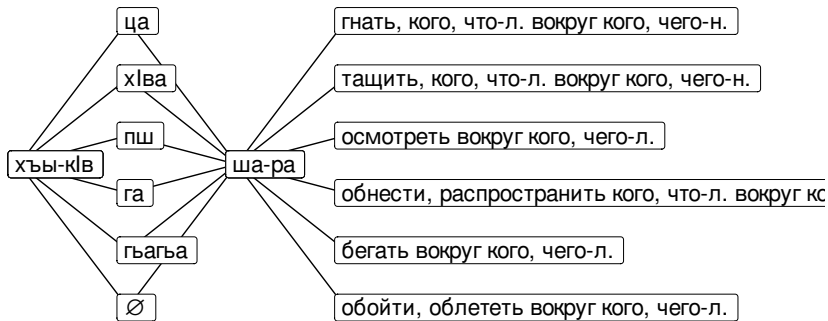 ца
гнать, кого, что-л. вокруг кого, чего-н.
хӀва
тащить, кого, что-л. вокруг кого, чего-н.
пш
осмотреть вокруг кого, чего-л.
хъы-кӀв
ша-ра
га
обнести, распространить кого, что-л. вокруг ко
гьагьа
бегать вокруг кого, чего-л.
∅
обойти, облететь вокруг кого, чего-л.